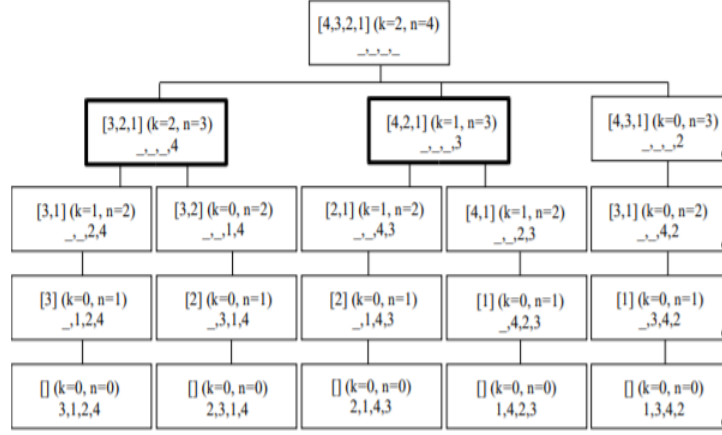 [4,3,2,1] (k=2, n=4)
_,_,_,_
[3,2,1] (k=2, n=3)
_,_,_,4
[4,2,1] (k=1, n=3)
_,_,_,3
[4,3,1] (k=0, n=3)
_,_,_,2
[3,1] (k=1, n=2)
_,_,2,4
[3,2] (k=0, n=2)
_,_,1,4
[2,1] (k=1, n=2)
_,_,4,3
[4,1] (k=1, n=2)
_,_,2,3
[3,1] (k=0, n=2)
_,_,4,2
[3] (k=0, n=1)
_,1,2,4
[2] (k=0, n=1)
_,3,1,4
[2] (k=0, n=1)
_,1,4,3
[1] (k=0, n=1)
_,4,2,3
[1] (k=0, n=1)
_,3,4,2
[] (k=0, n=0)
3,1,2,4
[] (k=0, n=0)
2,3,1,4
[] (k=0, n=0)
2,1,4,3
[] (k=0, n=0)
1,4,2,3
[] (k=0, n=0)
1,3,4,2